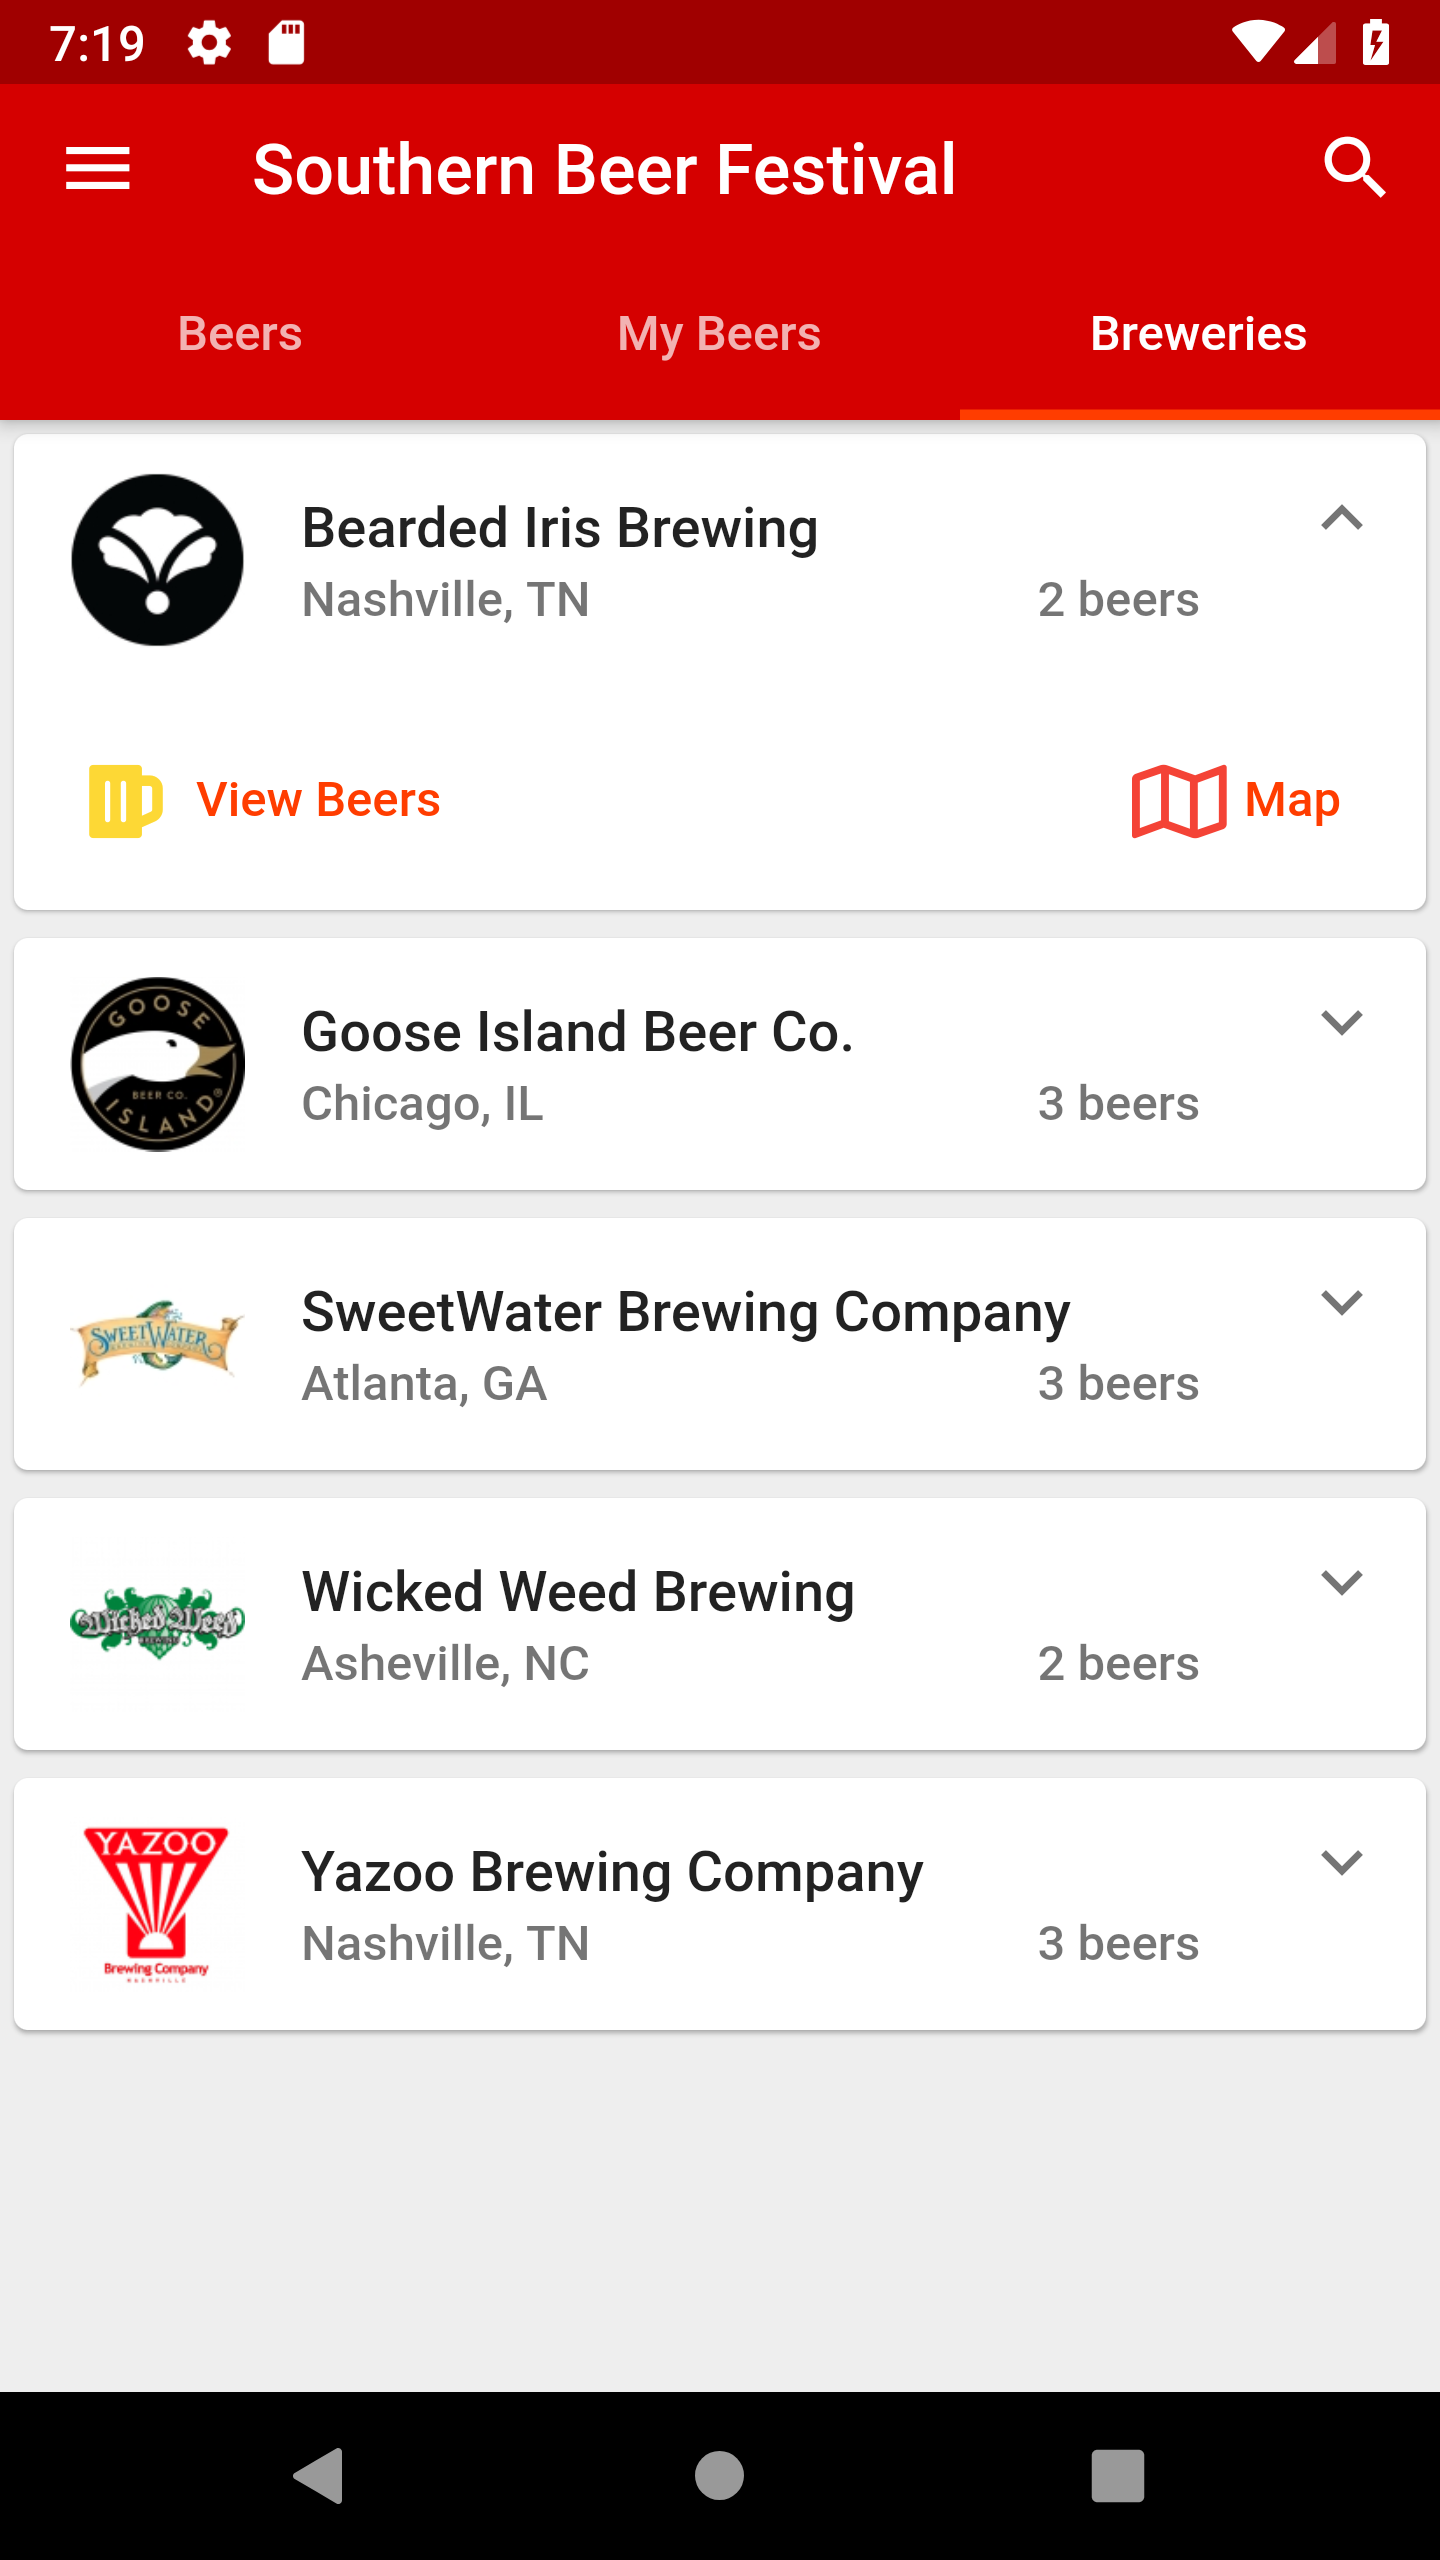 7:19
Southern Beer Festival
Beers
My Beers
Breweries
Bearded Iris Brewing
Nashville, TN
2 beers
View Beers
Map
GOOSE
BEER CO.
ISLAND®
Goose Island Beer Co.
Chicago, IL
3 beers
SWEETWATER
SweetWater Brewing Company
Atlanta, GA
3 beers
Wicked Weed
BREWING
Wicked Weed Brewing
Asheville, NC
2 beers
YAZOO
Brewing Company
NASHVILLE
Yazoo Brewing Company
Nashville, TN
3 beers